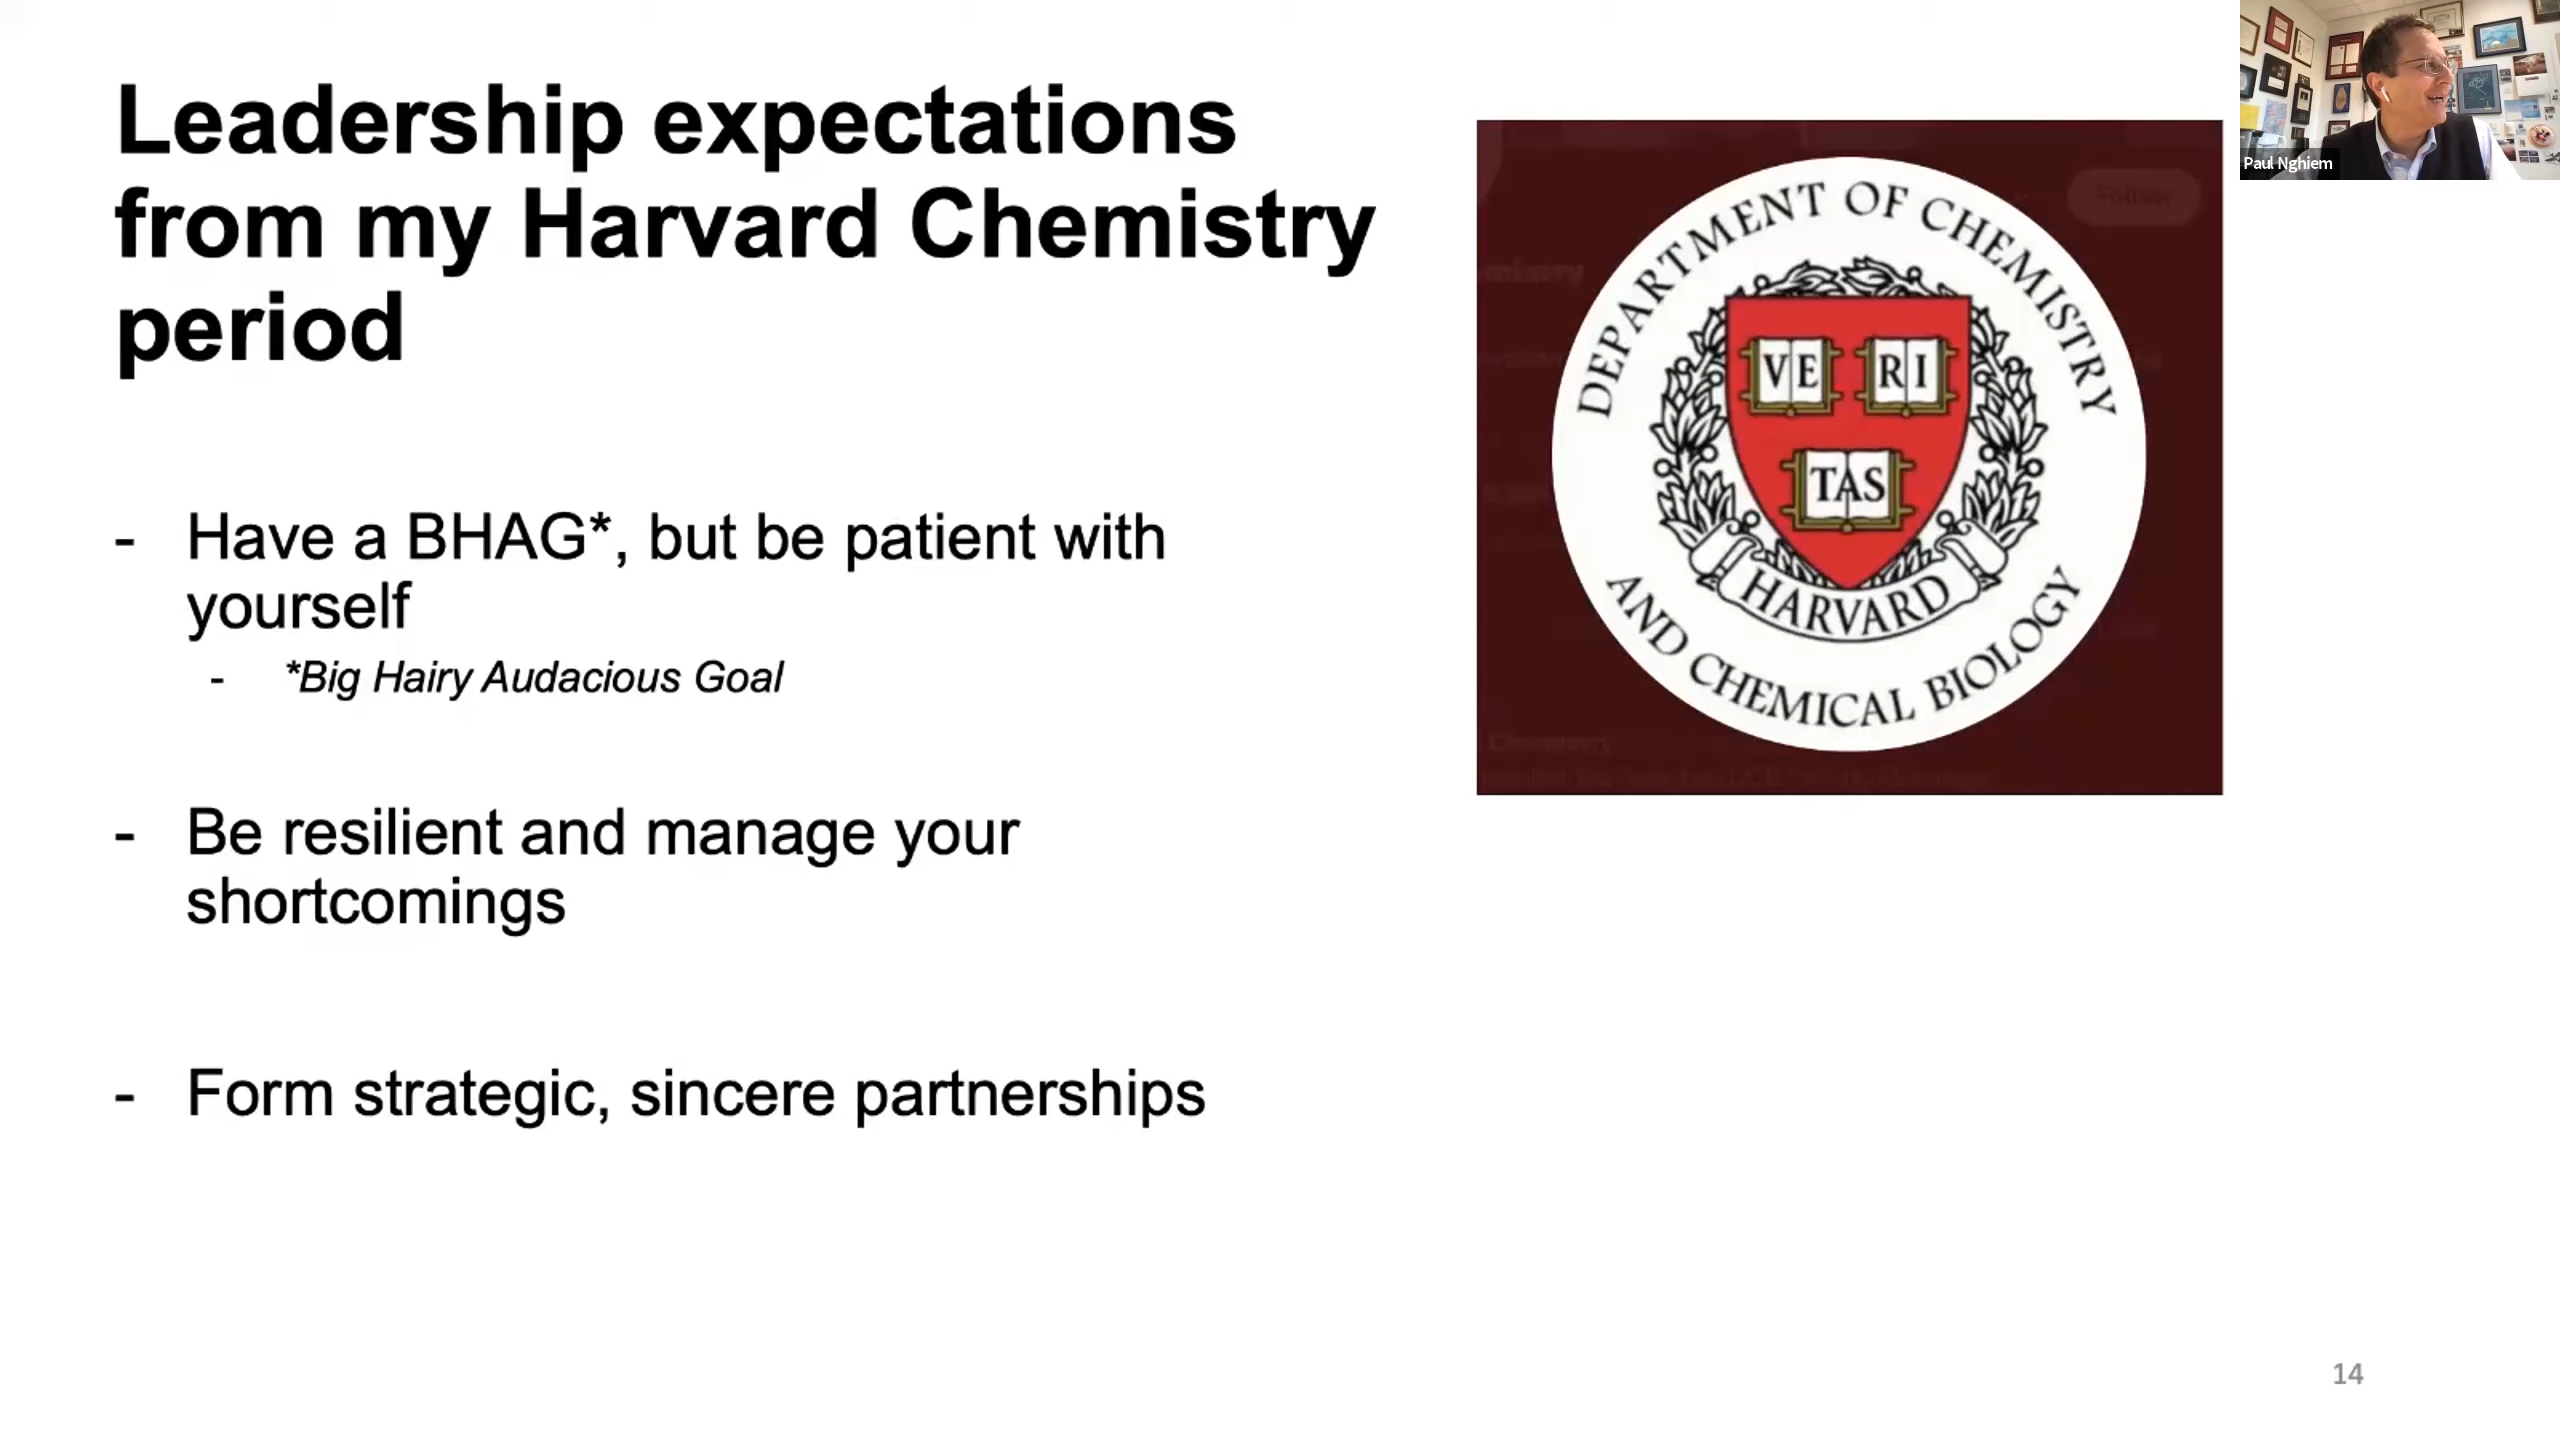 Leadership expectations
from my Harvard Chemistry
period
- Have a BHAG*, but be patient with
yourself
- *Big Hairy Audacious Goal
- Be resilient and manage your
shortcomings
- Form strategic, sincere partnerships
DEPARTMENT OF CHEMISTRY
VE RI
TAS
HARVARD
AND CHEMICAL BIOLOGY
Follow
Paul Nghiem
14